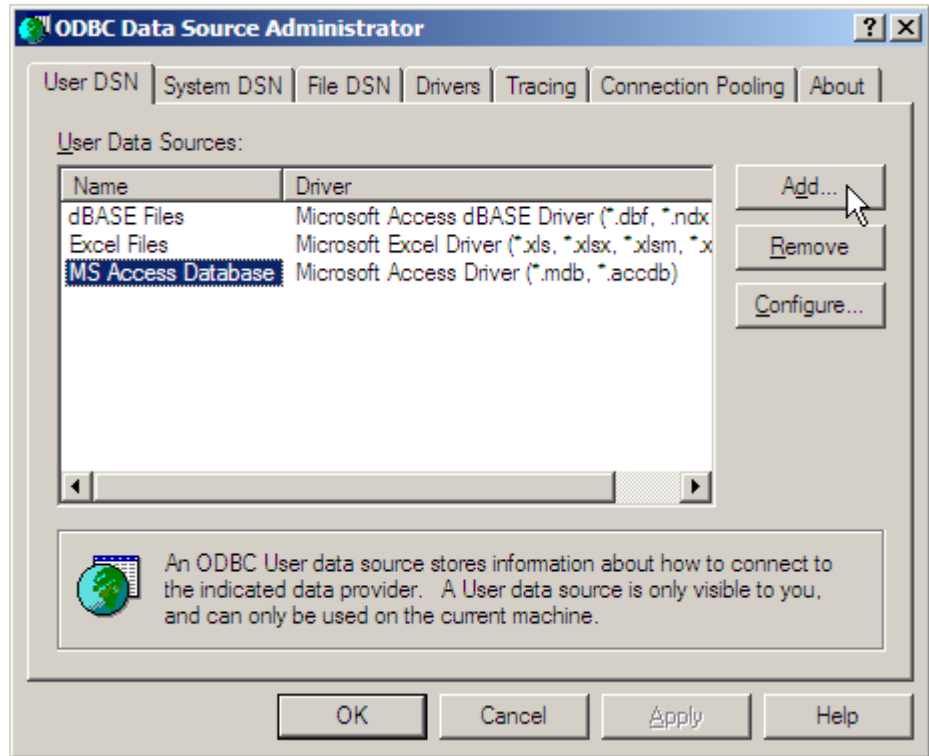 ODBC Data Source Administrator
User DSN System DSN File DSN Drivers Tracing Connection Pooling About
User Data Sources:
Name Driver
dBASE Files Microsoft Access dBASE Driver (*.dbf, *.ndx
Excel Files Microsoft Excel Driver (*.xls, *.xlsx, *.xlsm, *.x
MS Access Database Microsoft Access Driver (*.mdb, *.accdb)
Add...
Remove
Configure...
An ODBC User data source stores information about how to connect to
the indicated data provider. A User data source is only visible to you,
and can only be used on the current machine.
OK Cancel Apply Help